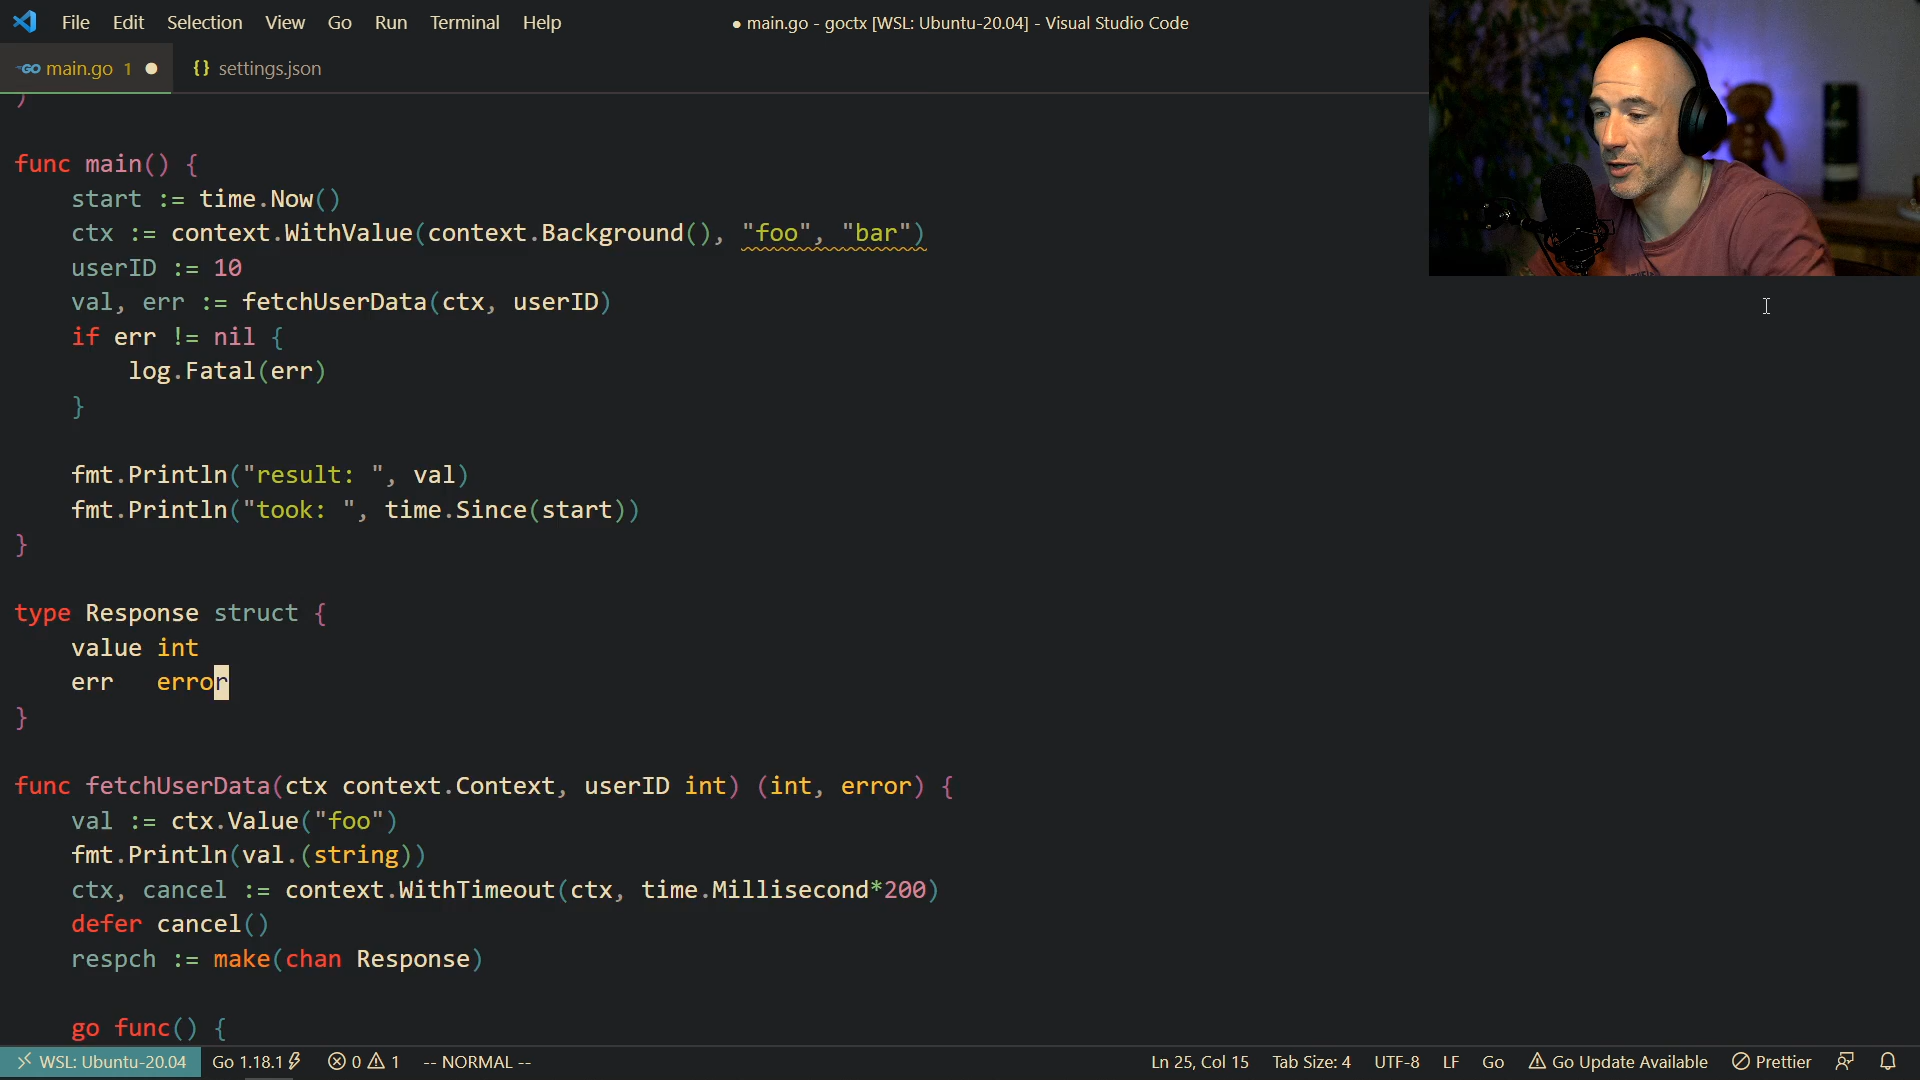 File Edit Selection View Go Run Terminal Help
● main.go - goctx [WSL: Ubuntu-20.04] - Visual Studio Code
GO main.go 1 ●
{} settings.json
)
func main() {
start := time.Now()
ctx := context.WithValue(context.Background(), "foo", "bar")
userID := 10
val, err := fetchUserData(ctx, userID)
if err != nil {
log.Fatal(err)
}
fmt.Println("result: ", val)
fmt.Println("took: ", time.Since(start))
}
type Response struct {
value int
err error
}
func fetchUserData(ctx context.Context, userID int) (int, error) {
val := ctx.Value("foo")
fmt.Println(val.(string))
ctx, cancel := context.WithTimeout(ctx, time.Millisecond*200)
defer cancel()
respch := make(chan Response)
go func() {
WSL: Ubuntu-20.04 Go 1.18.1 0 1 -- NORMAL -- Ln 25, Col 15 Tab Size: 4 UTF-8 LF Go Go Update Available Prettier